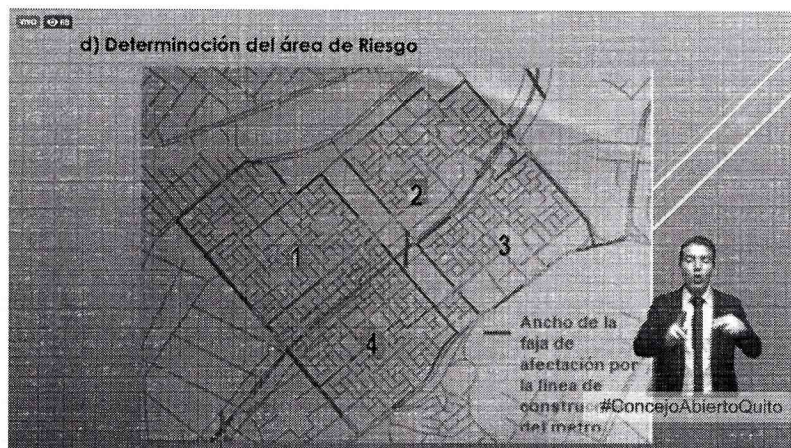 VIVO
d) Determinación del área de Riesgo
2
1
3
4
Ancho de la
faja de
afectación por
la línea de
#ConcejoAbiertoQuito
del metro